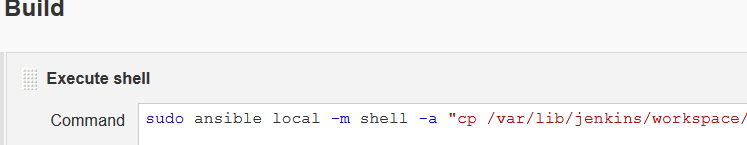 Build
Execute shell
Command
sudo ansible local -m shell -a "cp /var/lib/jenkins/workspace/